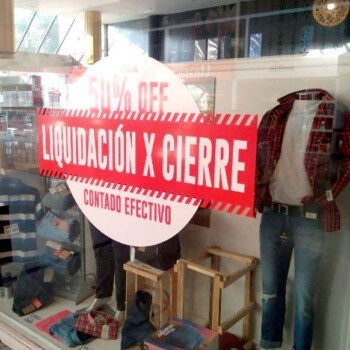 50% OFF
LIQUIDACIÓN X CIERRE
CONTADO EFECTIVO